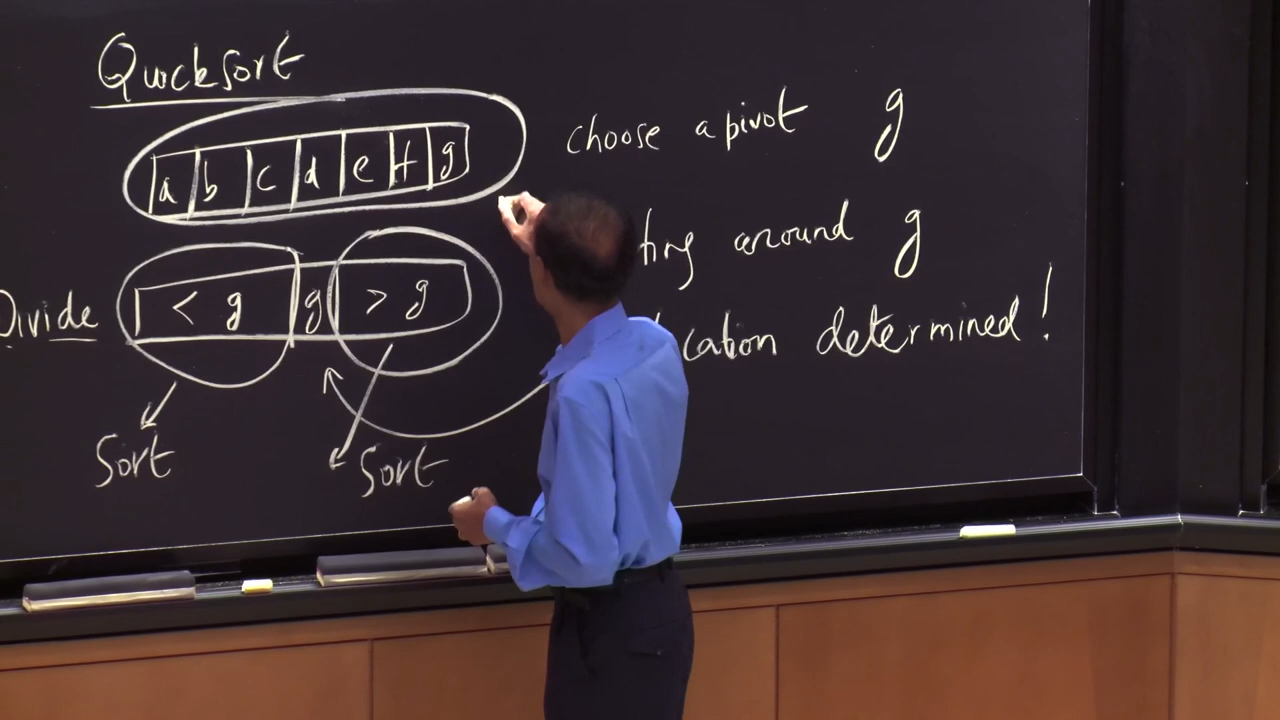 Quicksort
a b c d e f g
choose a pivot g
around g
Divide < g g > g
determined!
Sort Sort